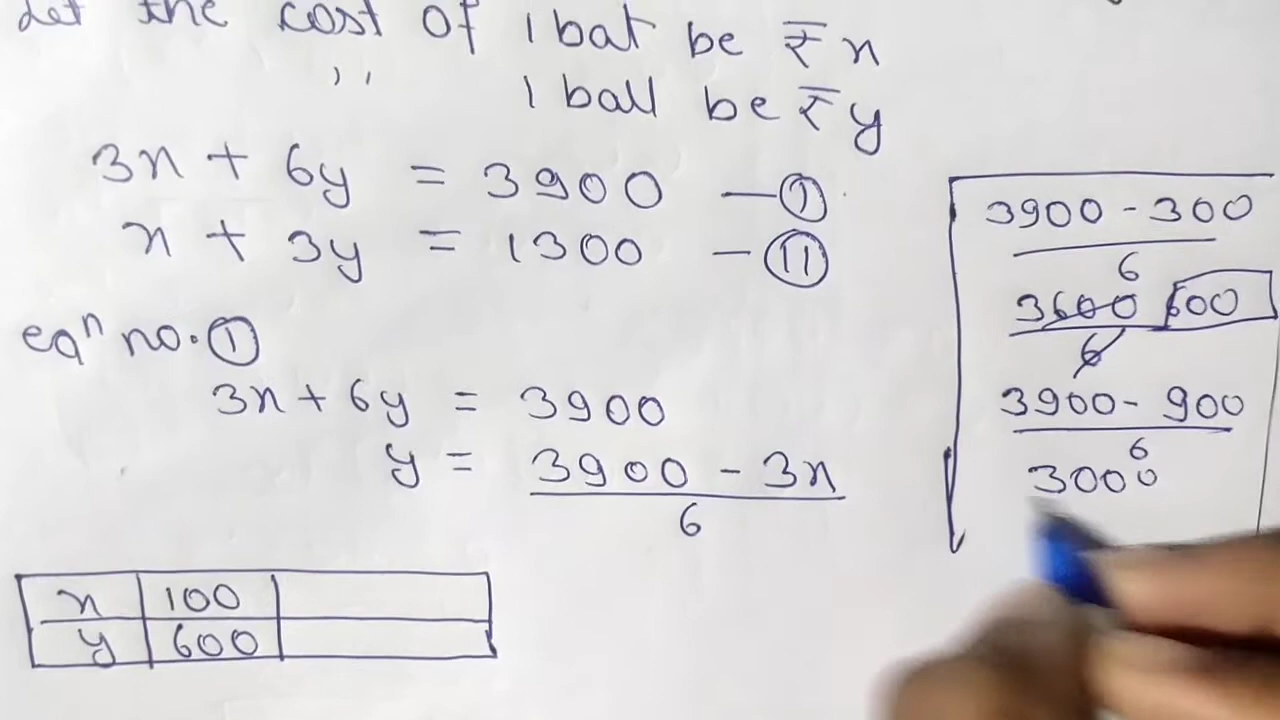 Let the cost of 1 bat be ₹ x
,, 1 ball be ₹ y
3x + 6y = 3900 — ①
x + 3y = 1300 — ⑪
eqⁿ no. ①
3x + 6y = 3900
y = 3900 - 3x
6
x 100
y 600
3900 - 300
6
3600 600
6
3900 - 900
6
3000